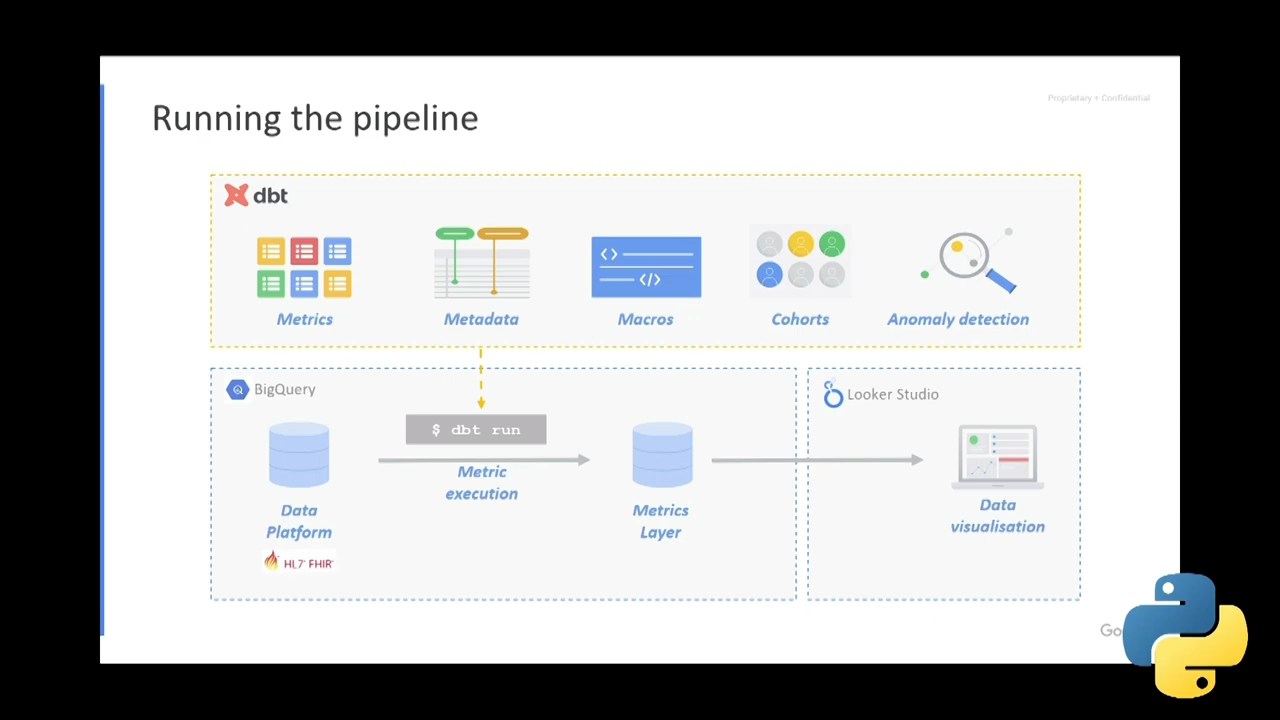 Proprietary + Confidential
Running the pipeline
dbt
Metrics
Metadata
Macros
Cohorts
Anomaly detection
BigQuery
$ dbt run
Metric
execution
Data
Platform
HL7 FHIR
Metrics
Layer
Looker Studio
Data
visualisation
Go